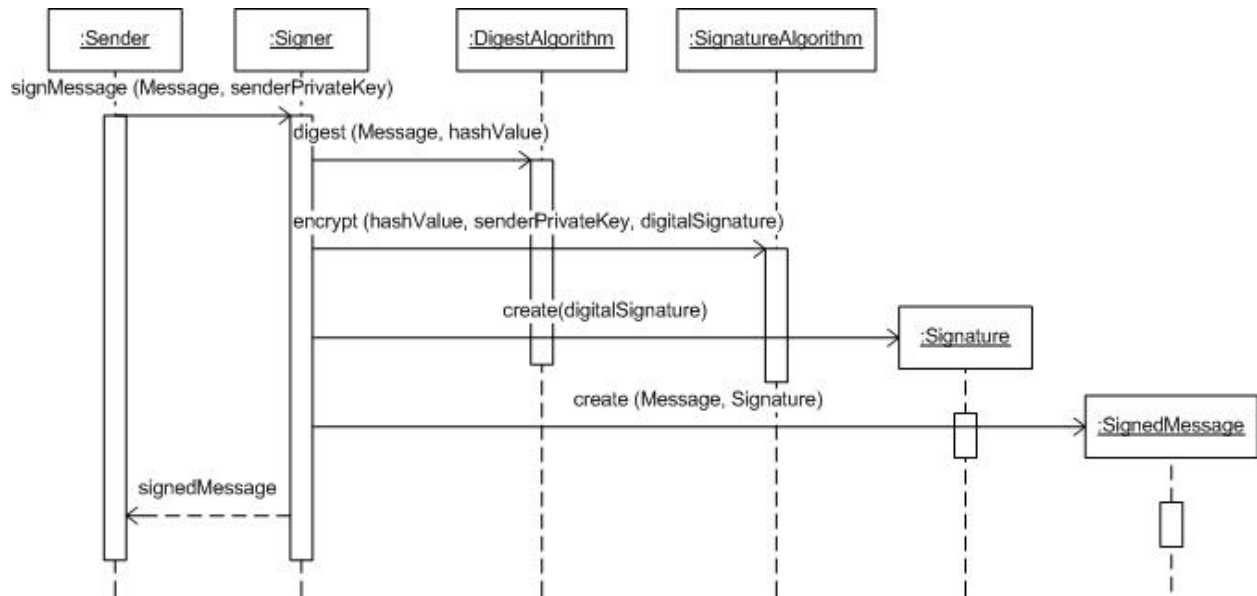 :Sender
:Signer
:DigestAlgorithm
:SignatureAlgorithm
signMessage (Message, senderPrivateKey)
digest (Message, hashValue)
encrypt (hashValue, senderPrivateKey, digitalSignature)
create(digitalSignature)
:Signature
create (Message, Signature)
:SignedMessage
signedMessage